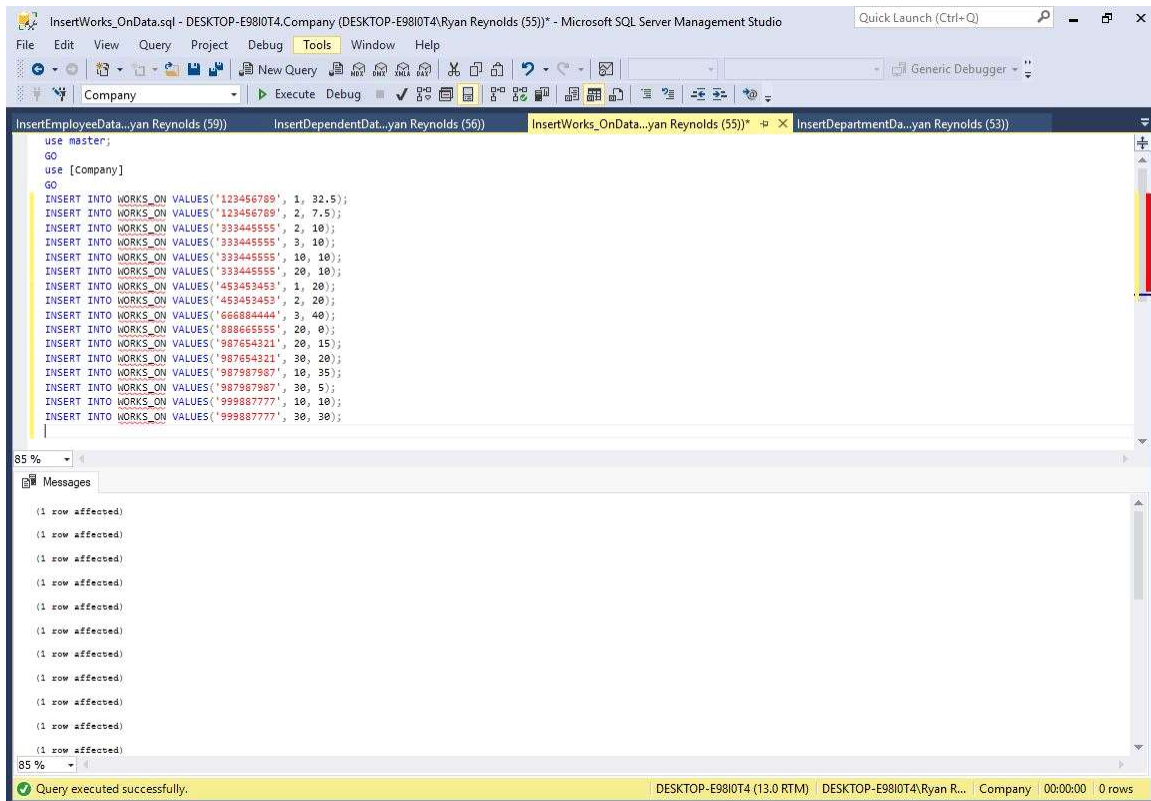 InsertWorks_OnData.sql - DESKTOP-E98I0T4.Company (DESKTOP-E98I0T4\Ryan Reynolds (55))* - Microsoft SQL Server Management Studio
Quick Launch (Ctrl+Q)
File Edit View Query Project Debug Tools Window Help
New Query MDX DMX XMLA DAX Generic Debugger
Company Execute Debug
InsertEmployeeData...yan Reynolds (59)) InsertDependentDat...yan Reynolds (56)) InsertWorks_OnData...yan Reynolds (55))* InsertDepartmentDa...yan Reynolds (53))
use master;
GO
use [Company]
GO
INSERT INTO WORKS_ON VALUES('123456789', 1, 32.5);
INSERT INTO WORKS_ON VALUES('123456789', 2, 7.5);
INSERT INTO WORKS_ON VALUES('333445555', 2, 10);
INSERT INTO WORKS_ON VALUES('333445555', 3, 10);
INSERT INTO WORKS_ON VALUES('333445555', 10, 10);
INSERT INTO WORKS_ON VALUES('333445555', 20, 10);
INSERT INTO WORKS_ON VALUES('453453453', 1, 20);
INSERT INTO WORKS_ON VALUES('453453453', 2, 20);
INSERT INTO WORKS_ON VALUES('666884444', 3, 40);
INSERT INTO WORKS_ON VALUES('888665555', 20, 0);
INSERT INTO WORKS_ON VALUES('987654321', 20, 15);
INSERT INTO WORKS_ON VALUES('987654321', 30, 20);
INSERT INTO WORKS_ON VALUES('987987987', 10, 35);
INSERT INTO WORKS_ON VALUES('987987987', 30, 5);
INSERT INTO WORKS_ON VALUES('999887777', 10, 10);
INSERT INTO WORKS_ON VALUES('999887777', 30, 30);
85 %
Messages
(1 row affected)
(1 row affected)
(1 row affected)
(1 row affected)
(1 row affected)
(1 row affected)
(1 row affected)
(1 row affected)
(1 row affected)
(1 row affected)
(1 row affected)
85 %
Query executed successfully. DESKTOP-E98I0T4 (13.0 RTM) DESKTOP-E98I0T4\Ryan R... Company 00:00:00 0 rows